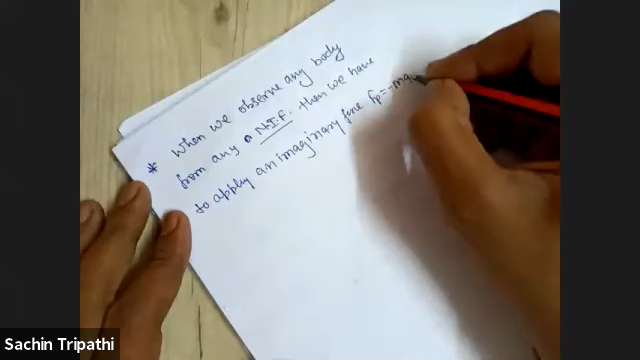 * When we observe any body
from any N.I.F. then we have
to apply an imaginary force Fp=-ma
Sachin Tripathi